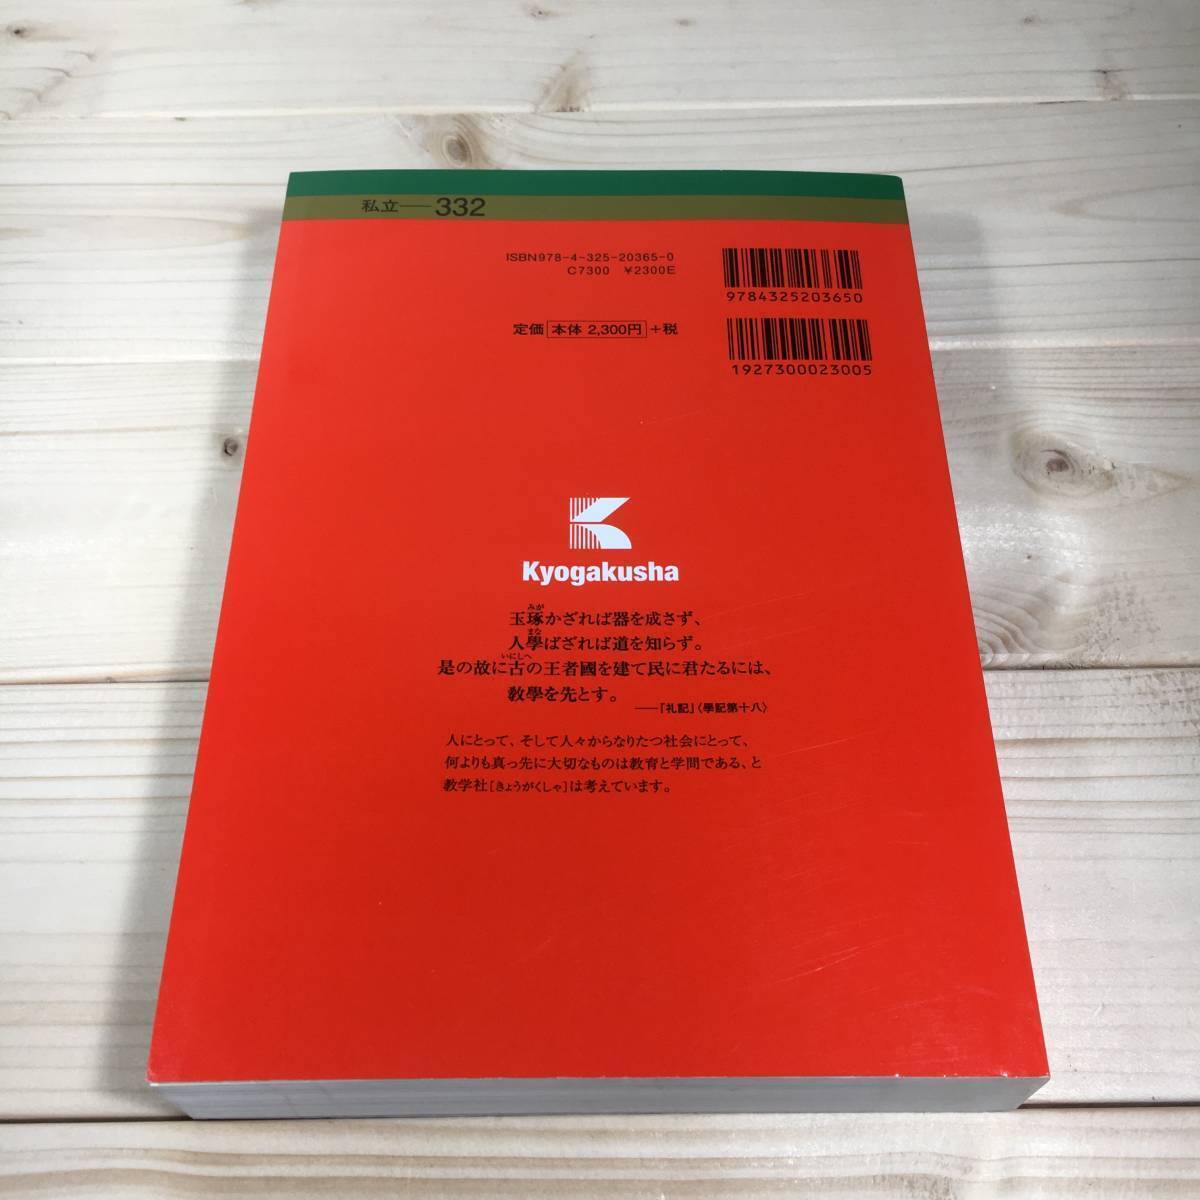 私立——332
ISBN978-4-325-20365-0
C7300 ¥2300E
9784325203650
定価 本体 2,300円 +税
1927300023005
Kyogakusha
玉琢かざれば器を成さず、
人學ばざれば道を知らず。
是の故に古の王者國を建て民に君たるには、
教學を先とす。
——『礼記』〈學記第十八〉
人にとって、そして人々からなりたつ社会にとって、
何よりも真っ先に大切なものは教育と学問である、と
教学社[きょうがくしゃ]は考えています。